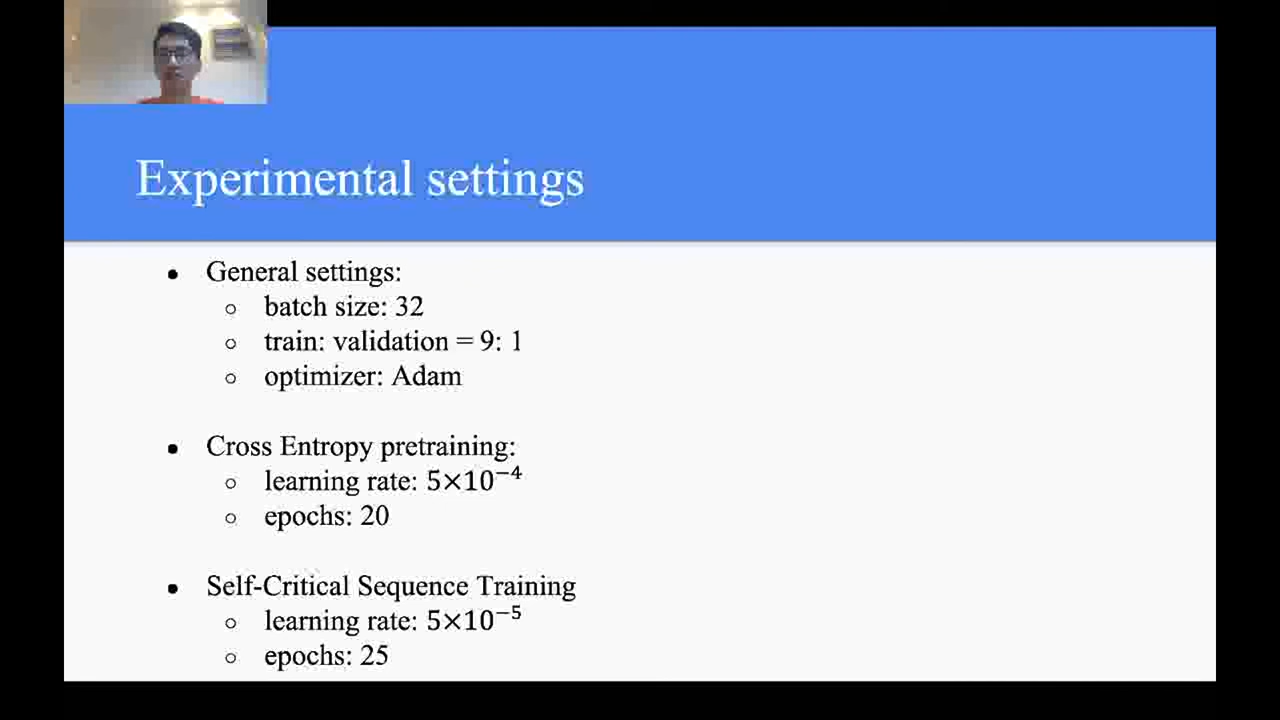 Experimental settings
● General settings:
○ batch size: 32
○ train: validation = 9: 1
○ optimizer: Adam
● Cross Entropy pretraining:
○ learning rate: 5×10⁻⁴
○ epochs: 20
● Self-Critical Sequence Training
○ learning rate: 5×10⁻⁵
○ epochs: 25